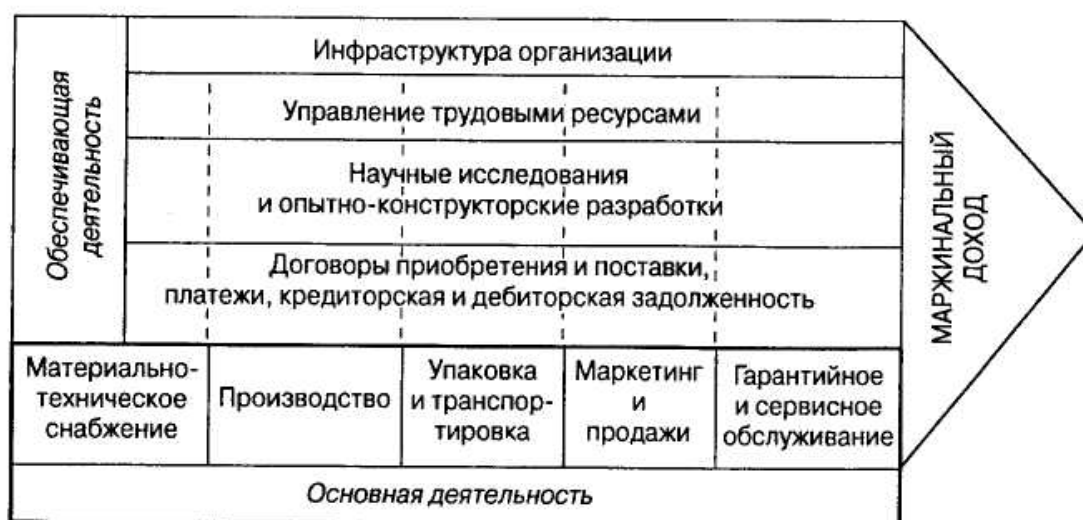 Обеспечивающая
деятельность
Инфраструктура организации
Управление трудовыми ресурсами
Научные исследования
и опытно-конструкторские разработки
Договоры приобретения и поставки,
платежи, кредиторская и дебиторская задолженность
Материально-
техническое
снабжение
Производство
Упаковка
и транспор-
тировка
Маркетинг
и
продажи
Гарантийное
и сервисное
обслуживание
Основная деятельность
МАРЖИНАЛЬНЫЙ
ДОХОД